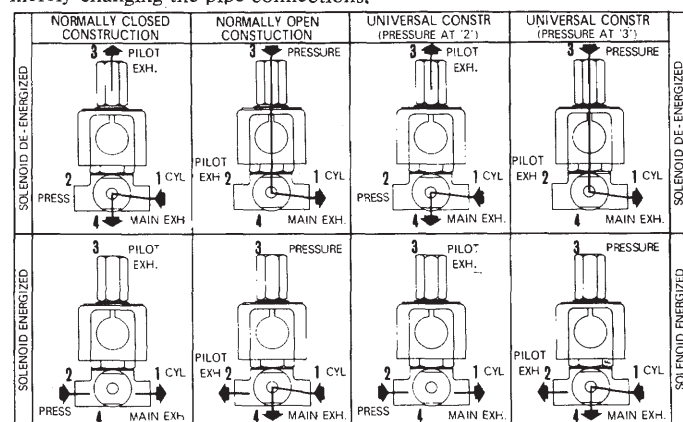 merely changing the pipe connections.
NORMALLY CLOSED CONSTRUCTION
NORMALLY OPEN CONSTUCTION
UNIVERSAL CONSTR (PRESSURE AT '2')
UNIVERSAL CONSTR (PRESSURE AT '3')
SOLENOID DE-ENERGIZED
3 PILOT EXH.
2 PRESS
1 CYL
4 MAIN EXH
3 PRESSURE
PILOT EXH 2
1 CYL
4 MAIN EXH.
3 PILOT EXH.
2 PRESS
1 CYL
4 MAIN EXH.
3 PRESSURE
PILOT EXH 2
1 CYL
4 MAIN EXH.
SOLENOID DE-ENERGIZED
SOLENOID ENERGIZED
3 PILOT EXH.
2 PRESS
1 CYL
4 MAIN EXH
3 PRESSURE
PILOT EXH 2
1 CYL
4 MAIN EXH.
3 PILOT EXH.
2 PRESS
1 CYL
4 MAIN EXH.
3 PRESSURE
PILOT EXH 2
1 CYL
4 MAIN EXH.
SOLENOID ENERGIZED